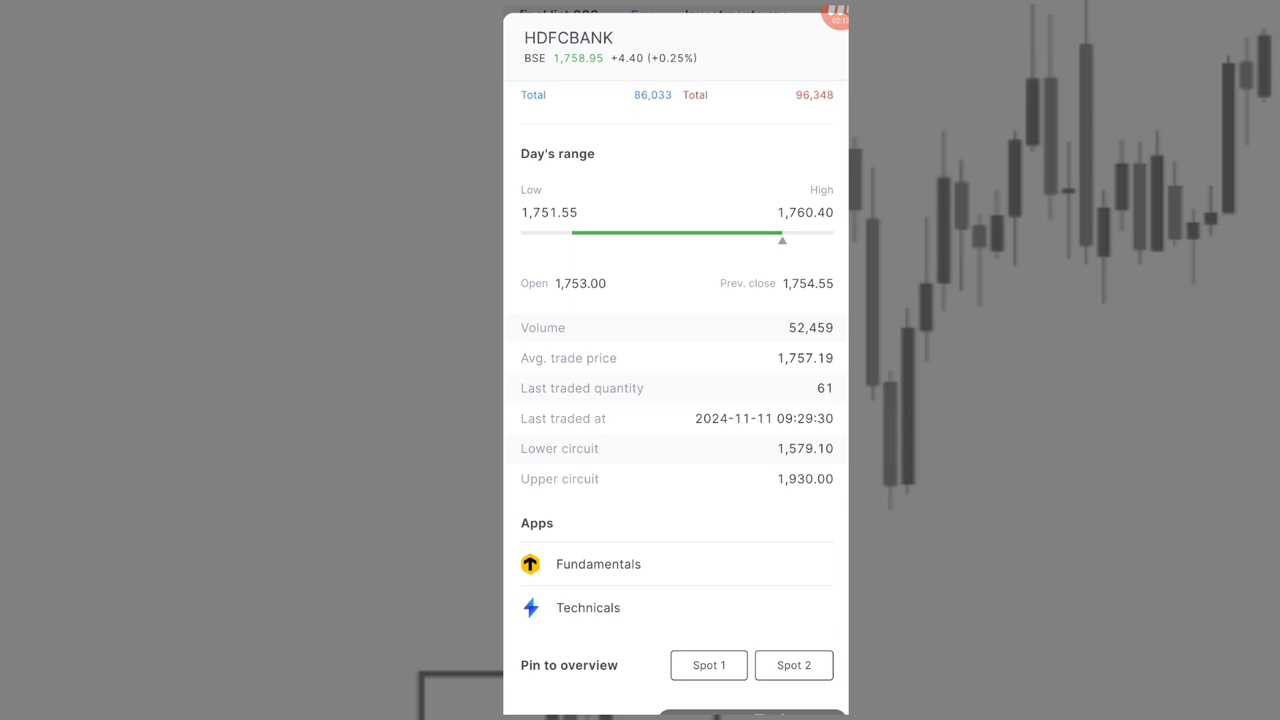 02:13
HDFCBANK
BSE 1,758.95 +4.40 (+0.25%)
Total 86,033 Total 96,348
Day's range
Low High
1,751.55 1,760.40
Open 1,753.00 Prev. close 1,754.55
Volume 52,459
Avg. trade price 1,757.19
Last traded quantity 61
Last traded at 2024-11-11 09:29:30
Lower circuit 1,579.10
Upper circuit 1,930.00
Apps
Fundamentals
Technicals
Pin to overview Spot 1 Spot 2